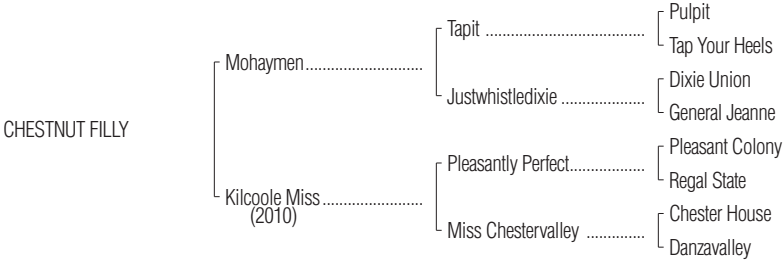 Pulpit
Tapit
Tap Your Heels
Mohaymen
Dixie Union
Justwhistledixie
General Jeanne
CHESTNUT FILLY
Pleasant Colony
Pleasantly Perfect
Regal State
Kilcoole Miss
(2010)
Chester House
Miss Chestervalley
Danzavalley